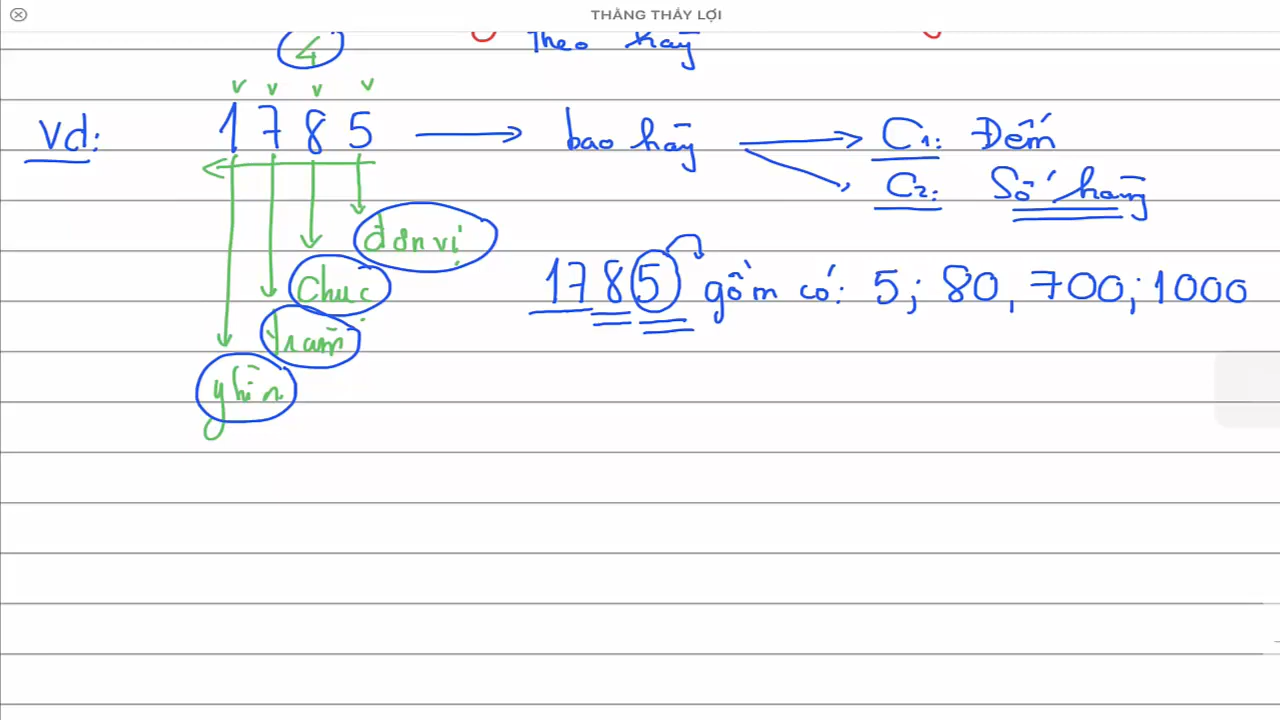 THẮNG THẦY LỢI
4 Theo hàng
Vd: 1785 → bao hàng C1: Đếm
C2: Số hàng
đơn vị
1785 gồm có: 5; 80, 700; 1000
chục
trăm
nghìn